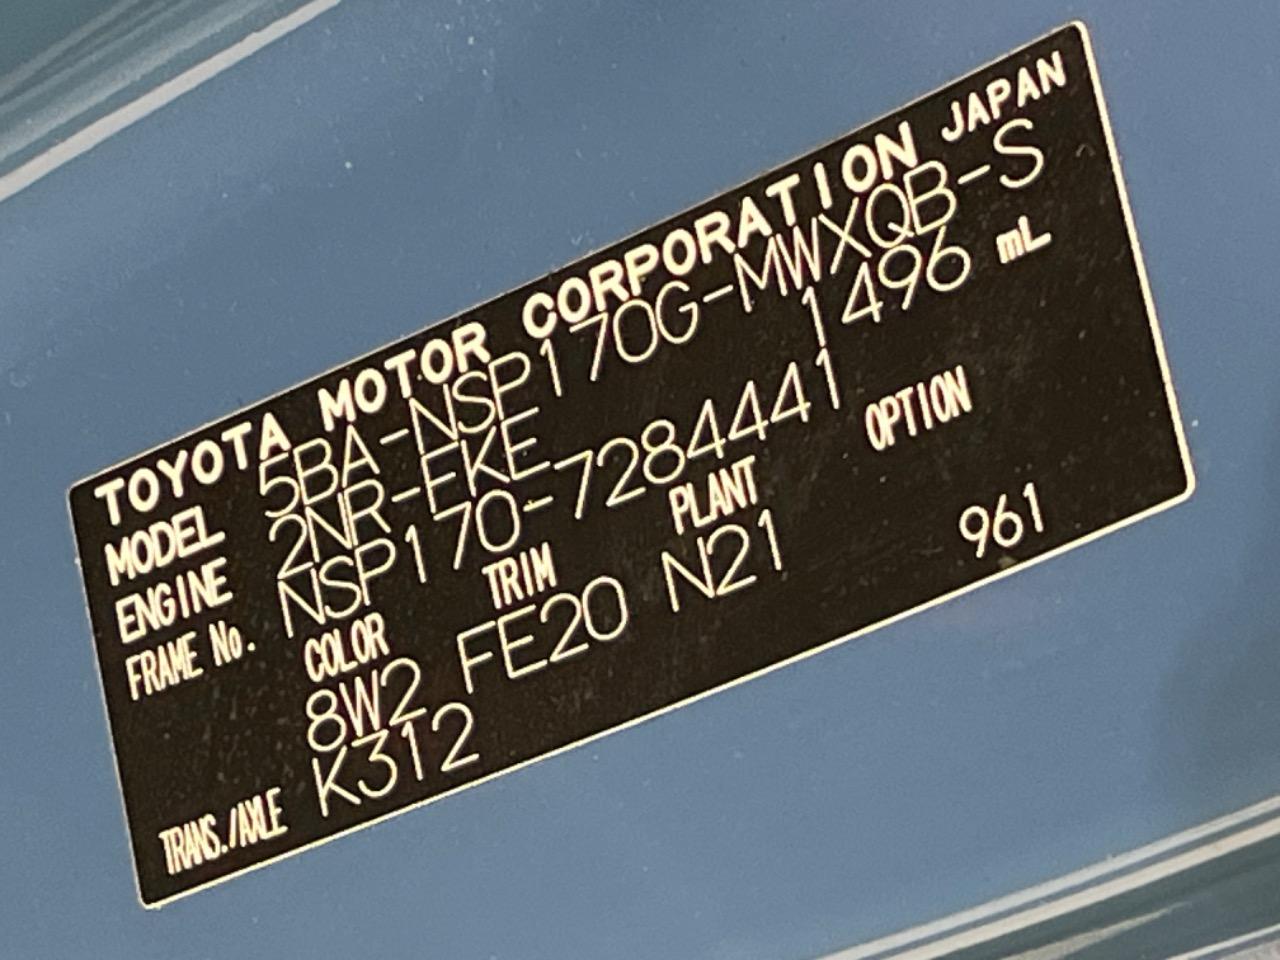 TOYOTA MOTOR CORPORATION JAPAN
MODEL 5BA-NSP170G-MWXQB-S
ENGINE 2NR-FKE 1496 mL
FRAME No. NSP170-7284441
COLOR TRIM PLANT OPTION
8W2 FE20 N21 961
TRANS./AXLE K312